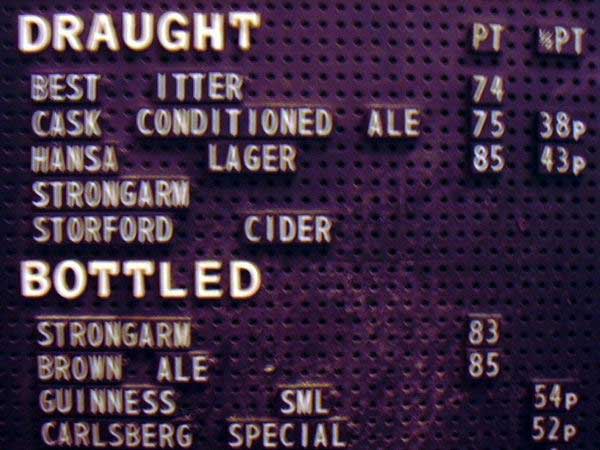 DRAUGHT PT ½PT
BEST ITTER 74
CASK CONDITIONED ALE 75 38p
HANSA LAGER 85 43p
STRONGARM
STORFORD CIDER
BOTTLED
STRONGARM 83
BROWN ALE 85
GUINNESS SML 54p
CARLSBERG SPECIAL 52p